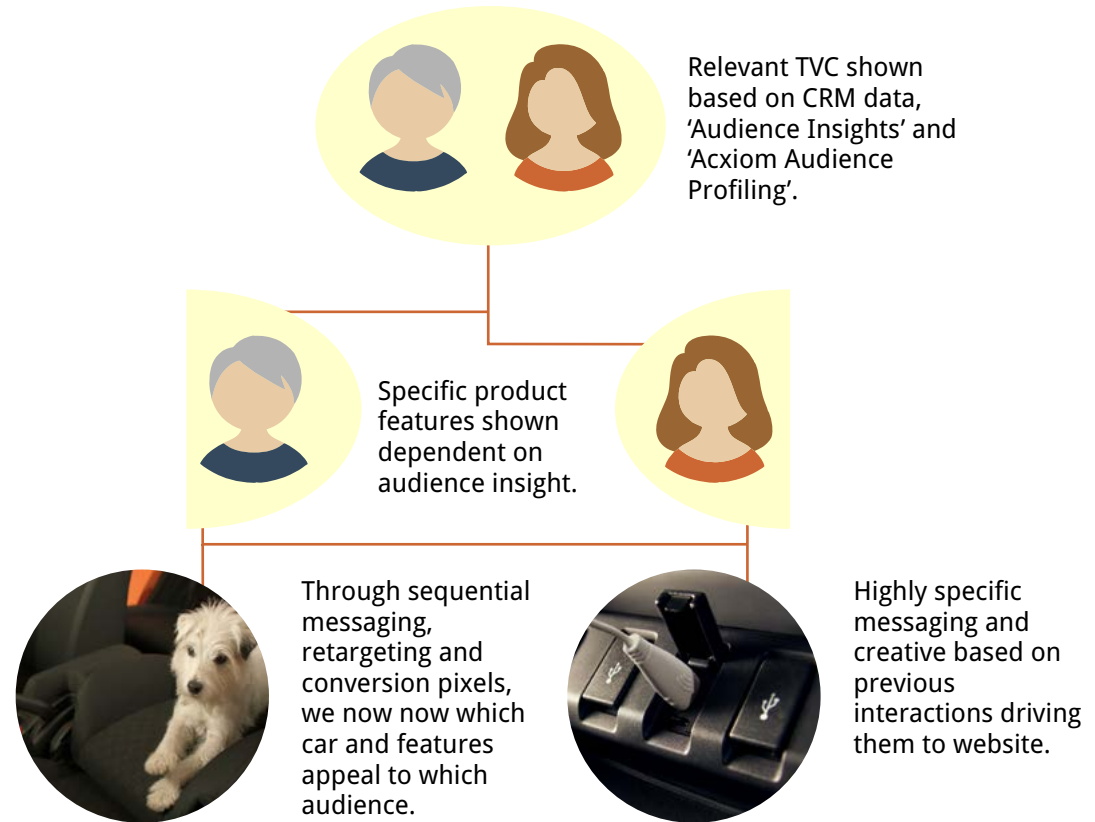 Relevant TVC shown
based on CRM data,
‘Audience Insights’ and
‘Acxiom Audience
Profiling’.
Specific product
features shown
dependent on
audience insight.
Through sequential
messaging,
retargeting and
conversion pixels,
we now now which
car and features
appeal to which
audience.
Highly specific
messaging and
creative based on
previous
interactions driving
them to website.